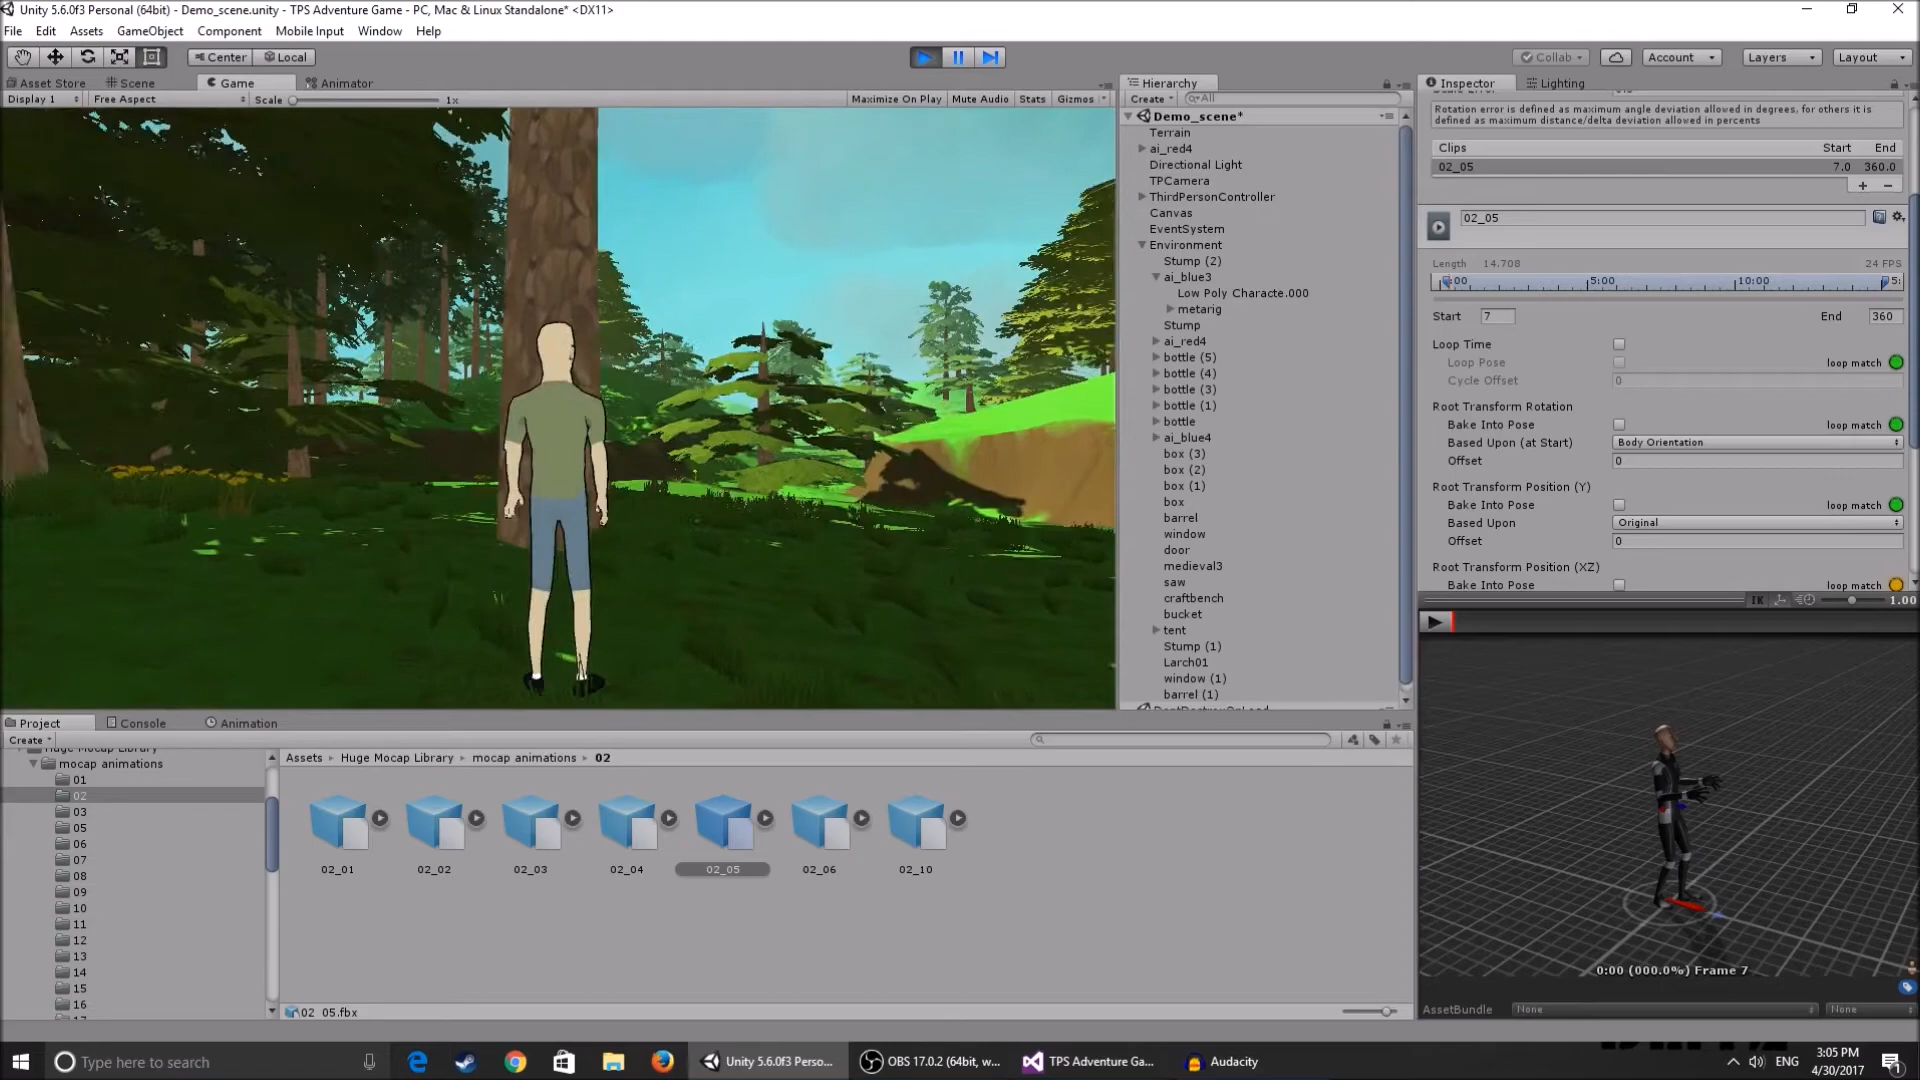 Unity 5.6.0f3 Personal (64bit) - Demo_scene.unity - TPS Adventure Game - PC, Mac & Linux Standalone* <DX11>
File Edit Assets GameObject Component Mobile Input Window Help
Center Local
Collab Account Layers Layout
Asset Store Scene Game Animator
Display 1 Free Aspect Scale 1x Maximize On Play Mute Audio Stats Gizmos
Hierarchy
Create All
Demo_scene*
Terrain
ai_red4
Directional Light
TPCamera
ThirdPersonController
Canvas
EventSystem
Environment
Stump (2)
ai_blue3
Low Poly Characte.000
metarig
Stump
ai_red4
bottle (5)
bottle (4)
bottle (3)
bottle (1)
bottle
ai_blue4
box (3)
box (2)
box (1)
box
barrel
window
door
medieval3
saw
craftbench
bucket
tent
Stump (1)
Larch01
window (1)
barrel (1)
DontDestroyOnLoad
Inspector Lighting
Rotation error is defined as maximum angle deviation allowed in degrees, for others it is
defined as maximum distance/delta deviation allowed in percents
Clips Start End
02_05 7.0 360.0
+ −
02_05
Length 14.708 24 FPS
:00 5:00 10:00 5:
Start 7 End 360
Loop Time
Loop Pose loop match
Cycle Offset 0
Root Transform Rotation
Bake Into Pose loop match
Based Upon (at Start) Body Orientation
Offset 0
Root Transform Position (Y)
Bake Into Pose loop match
Based Upon Original
Offset 0
Root Transform Position (XZ)
Bake Into Pose loop match
IK 1.00
0:00 (000.0%) Frame 7
AssetBundle None None
Project Console Animation
Create
Huge Mocap Library
mocap animations
01
02
03
05
06
07
08
09
10
11
12
13
14
15
16
17
Assets Huge Mocap Library mocap animations 02
02_01 02_02 02_03 02_04 02_05 02_06 02_10
02_05.fbx
Type here to search
Unity 5.6.0f3 Perso... OBS 17.0.2 (64bit, w... TPS Adventure Ga... Audacity
ENG
3:05 PM
4/30/2017
1